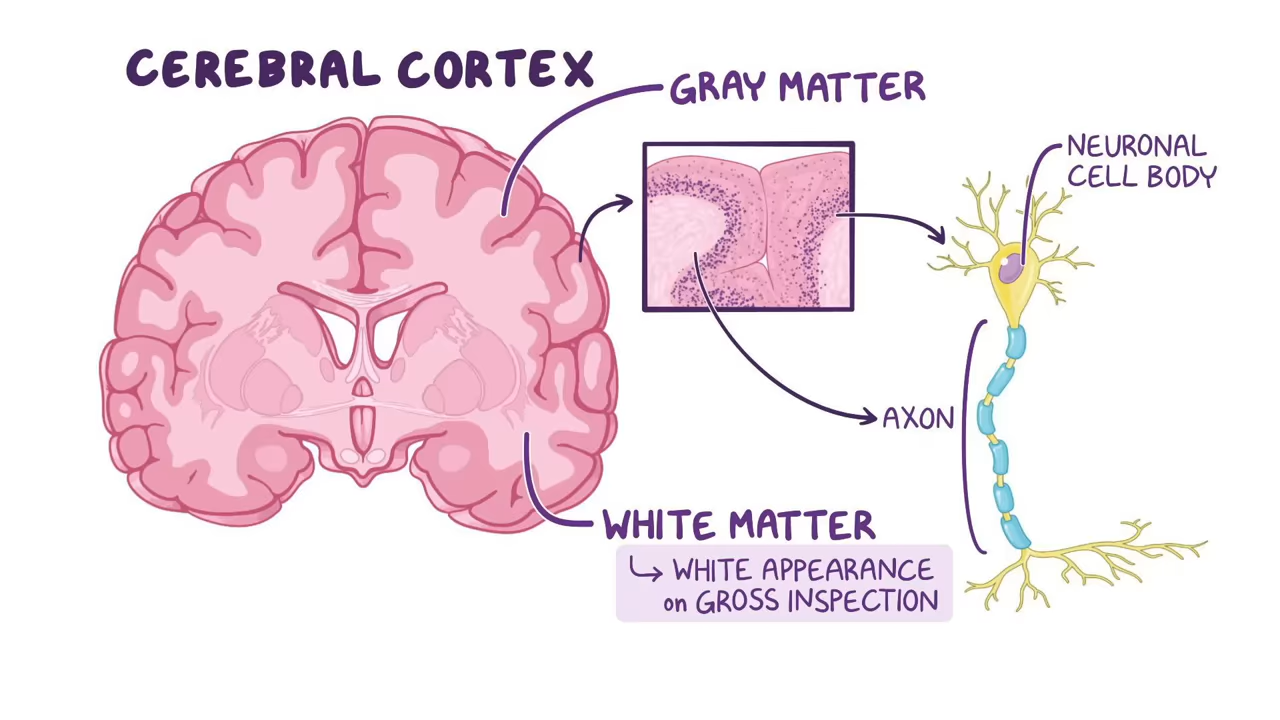 CEREBRAL CORTEX
GRAY MATTER
NEURONAL
CELL BODY
AXON
WHITE MATTER
WHITE APPEARANCE
on GROSS INSPECTION